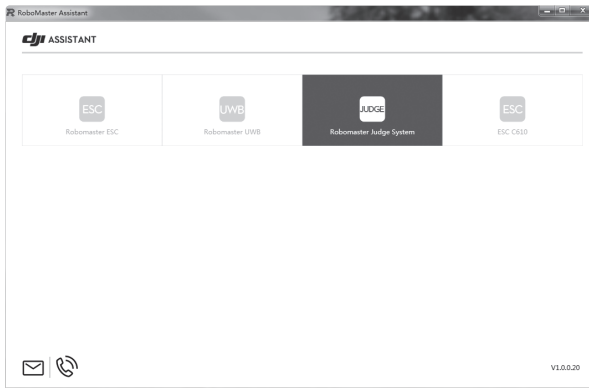 RoboMaster Assistant
dji ASSISTANT
ESC
Robomaster ESC
UWB
Robomaster UWB
JUDGE
Robomaster Judge System
ESC
ESC C610
V1.0.0.20